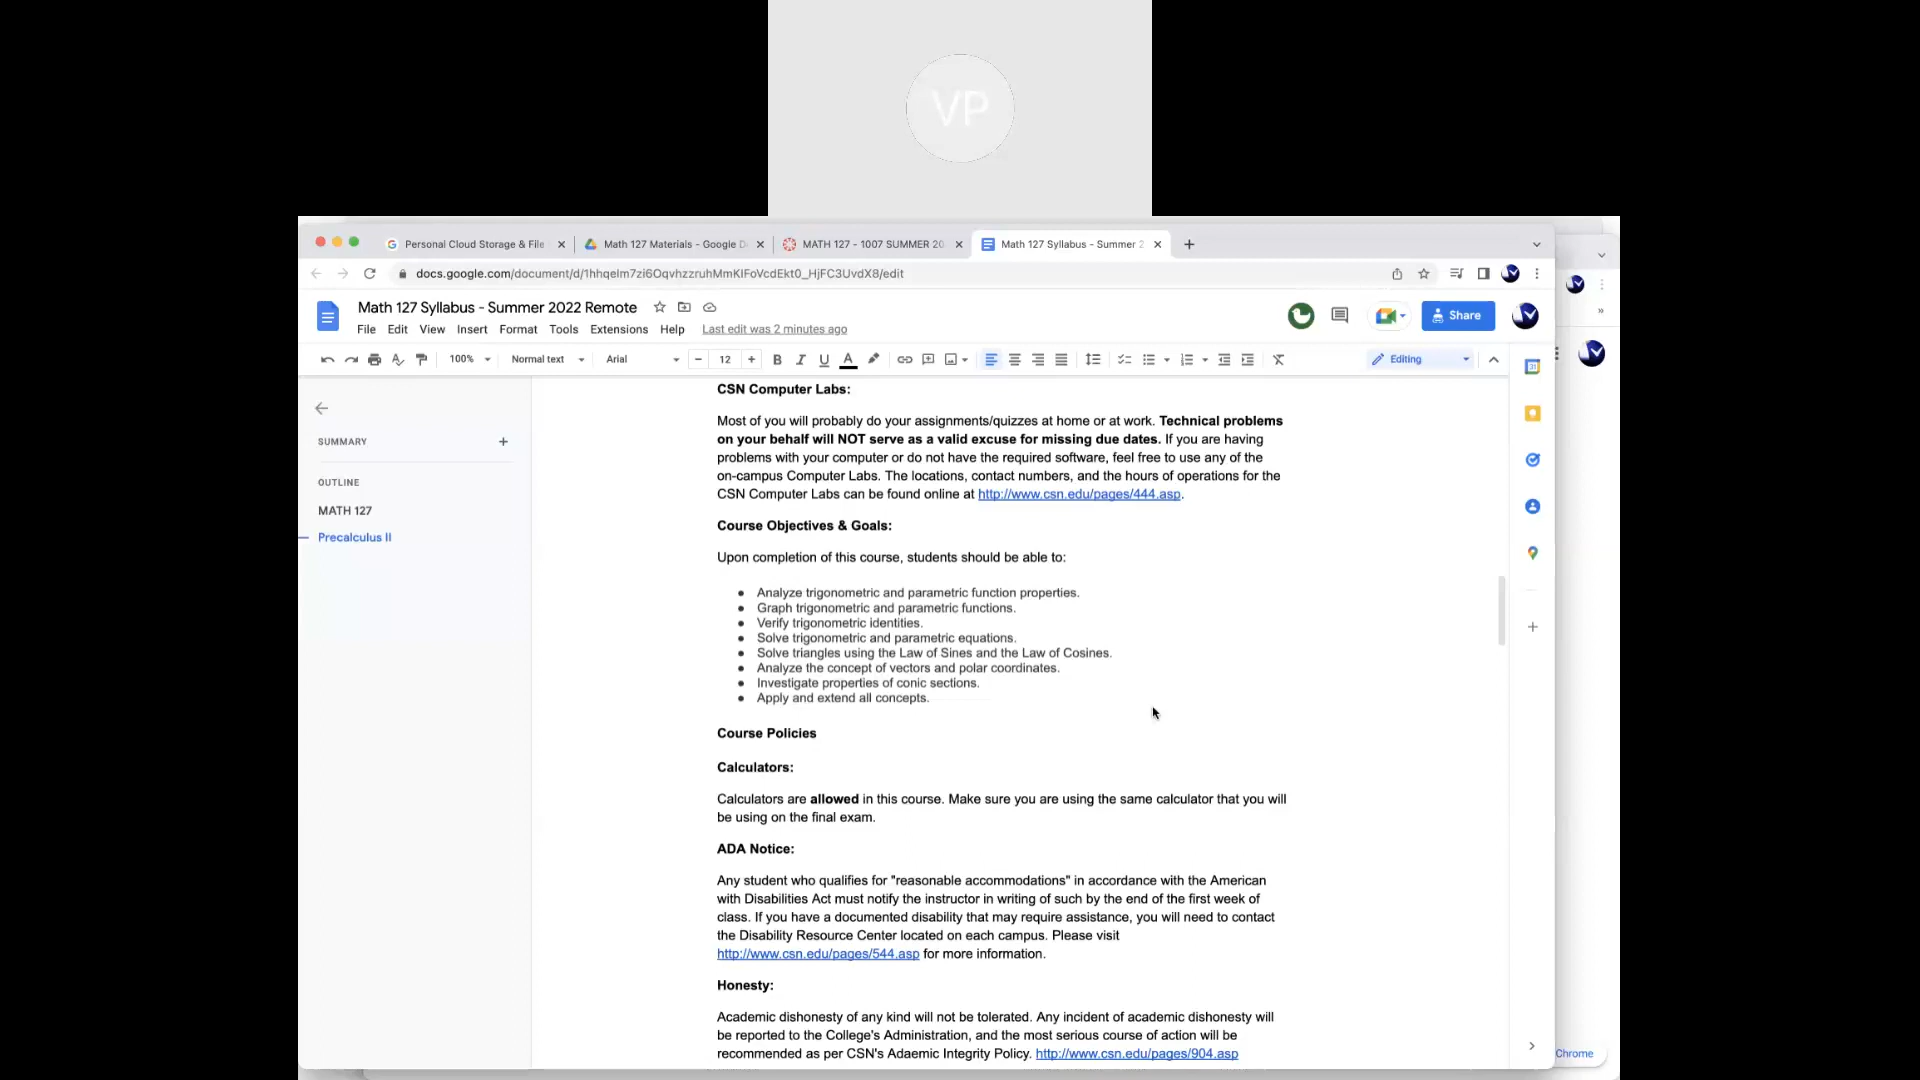 VP
Personal Cloud Storage & File
Math 127 Materials - Google D
MATH 127 - 1007 SUMMER 20
Math 127 Syllabus - Summer 2
docs.google.com/document/d/1hhqelm7zi6OqvhzzruhMmKlFoVcdEkt0_HjFC3UvdX8/edit
Math 127 Syllabus - Summer 2022 Remote
File Edit View Insert Format Tools Extensions Help Last edit was 2 minutes ago
Share
100% Normal text Arial 12 Editing
SUMMARY
OUTLINE
MATH 127
Precalculus II
CSN Computer Labs:
Most of you will probably do your assignments/quizzes at home or at work. Technical problems
on your behalf will NOT serve as a valid excuse for missing due dates. If you are having
problems with your computer or do not have the required software, feel free to use any of the
on-campus Computer Labs. The locations, contact numbers, and the hours of operations for the
CSN Computer Labs can be found online at http://www.csn.edu/pages/444.asp.
Course Objectives & Goals:
Upon completion of this course, students should be able to:
● Analyze trigonometric and parametric function properties.
● Graph trigonometric and parametric functions.
● Verify trigonometric identities.
● Solve trigonometric and parametric equations.
● Solve triangles using the Law of Sines and the Law of Cosines.
● Analyze the concept of vectors and polar coordinates.
● Investigate properties of conic sections.
● Apply and extend all concepts.
Course Policies
Calculators:
Calculators are allowed in this course. Make sure you are using the same calculator that you will
be using on the final exam.
ADA Notice:
Any student who qualifies for "reasonable accommodations" in accordance with the American
with Disabilities Act must notify the instructor in writing of such by the end of the first week of
class. If you have a documented disability that may require assistance, you will need to contact
the Disability Resource Center located on each campus. Please visit
http://www.csn.edu/pages/544.asp for more information.
Honesty:
Academic dishonesty of any kind will not be tolerated. Any incident of academic dishonesty will
be reported to the College's Administration, and the most serious course of action will be
recommended as per CSN's Adaemic Integrity Policy. http://www.csn.edu/pages/904.asp
Chrome